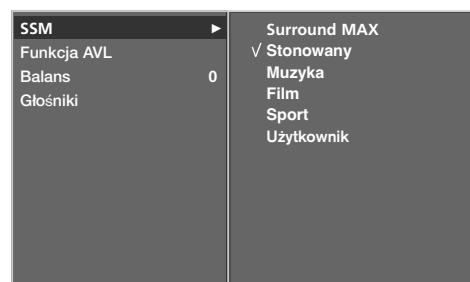 SSM ▶
Funkcja AVL
Balans 0
Głośniki
Surround MAX
√ Stonowany
Muzyka
Film
Sport
Użytkownik